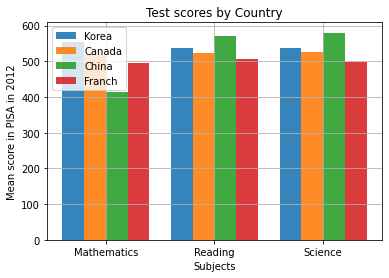 Test scores by Country
Korea
Canada
China
Franch
Mean score in PISA in 2012
600
500
400
300
200
100
0
Mathematics Reading Science
Subjects